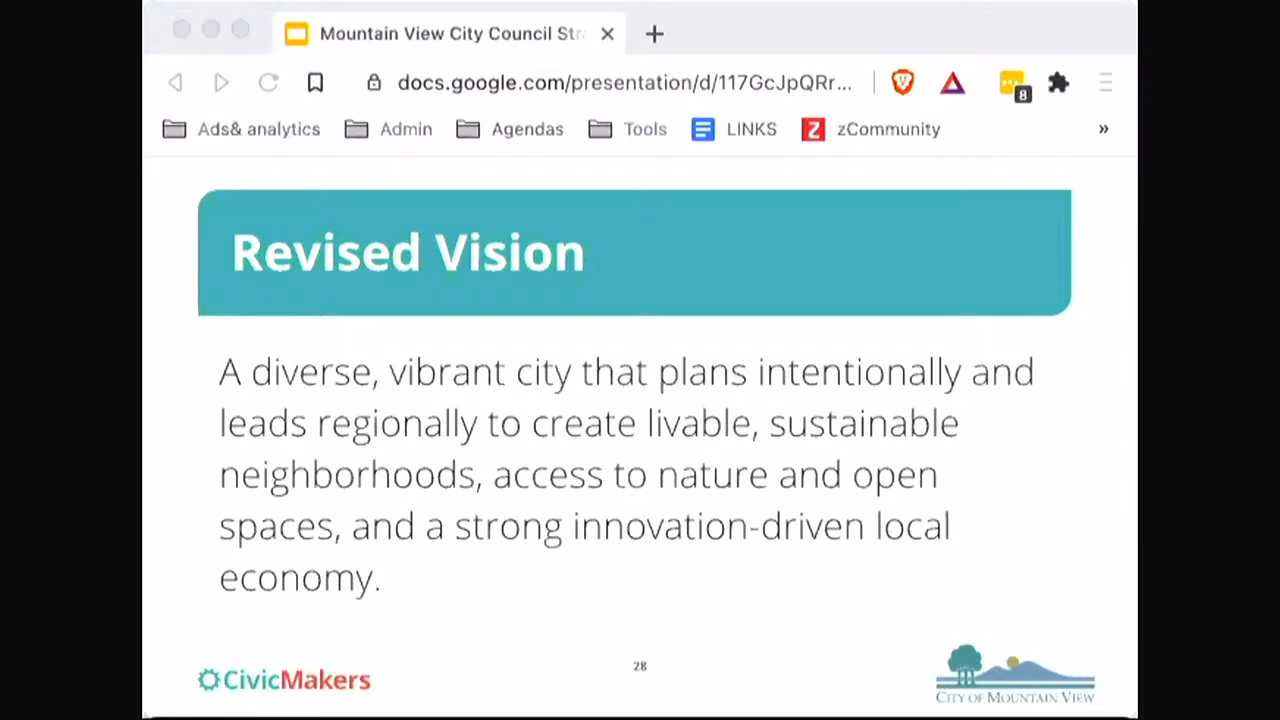 Mountain View City Council Str
docs.google.com/presentation/d/117GcJpQRr...
8
Ads& analytics
Admin
Agendas
Tools
LINKS
Z zCommunity
»
Revised Vision
A diverse, vibrant city that plans intentionally and
leads regionally to create livable, sustainable
neighborhoods, access to nature and open
spaces, and a strong innovation-driven local
economy.
CivicMakers
28
CITY OF MOUNTAIN VIEW